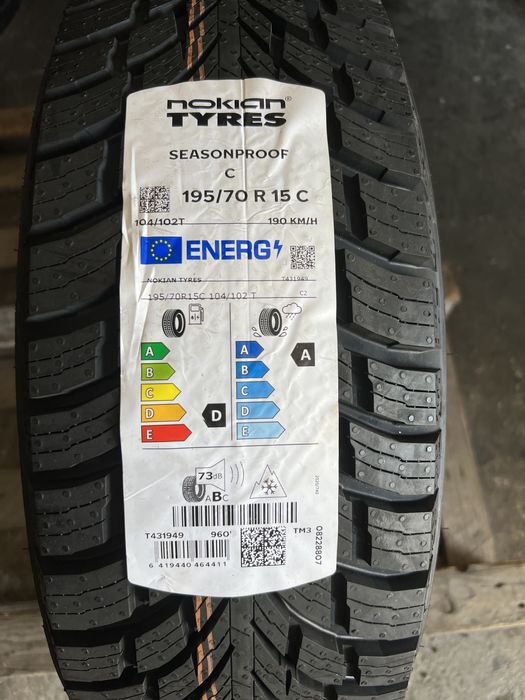 nokian®
TYRES
SEASONPROOF
C
195/70 R 15 C
104/102T 190 KM/H
ENERG
NOKIAN TYRES T431949
195/70R15C 104/102 T C2
A A A
B B
C C
D D D
E E
73dB
ABC
T431949 960' TM3
6 419440 464411
08228807